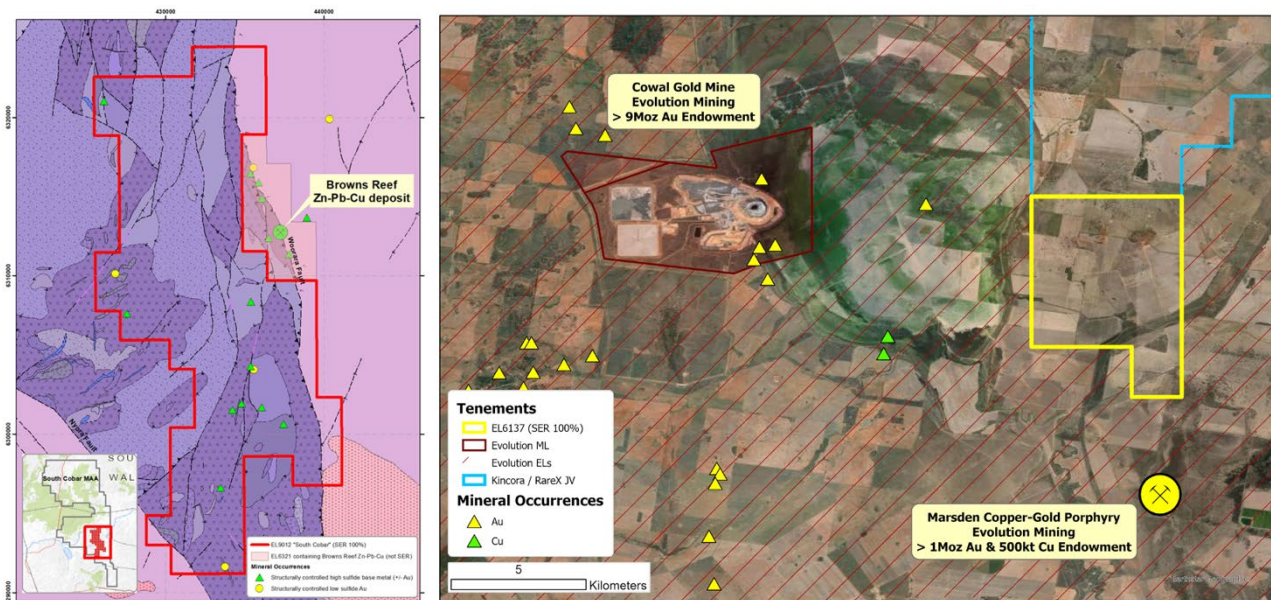 430000
440000
6320000
6310000
6300000
6290000
Browns Reef
Zn-Pb-Cu
deposit
Woorara Fault
Nyora Fault
South Cobar MAA
SOU
WAL
EL9012 "South Cobar" (SER 100%)
EL6321 containing Browns Reef Zn-Pb-Cu (not SER)
Mineral Occurrences
Structurally controlled high sulfide base metal (+/- Au)
Structurally controlled low sulfide Au
Cowal Gold Mine
Evolution Mining
> 9Moz Au Endowment
Tenements
EL6137 (SER 100%)
Evolution ML
Evolution ELs
Kincora / RareX JV
Mineral Occurrences
Au
Cu
5
Kilometers
Marsden Copper-Gold Porphyry
Evolution Mining
> 1Moz Au & 500kt Cu Endowment